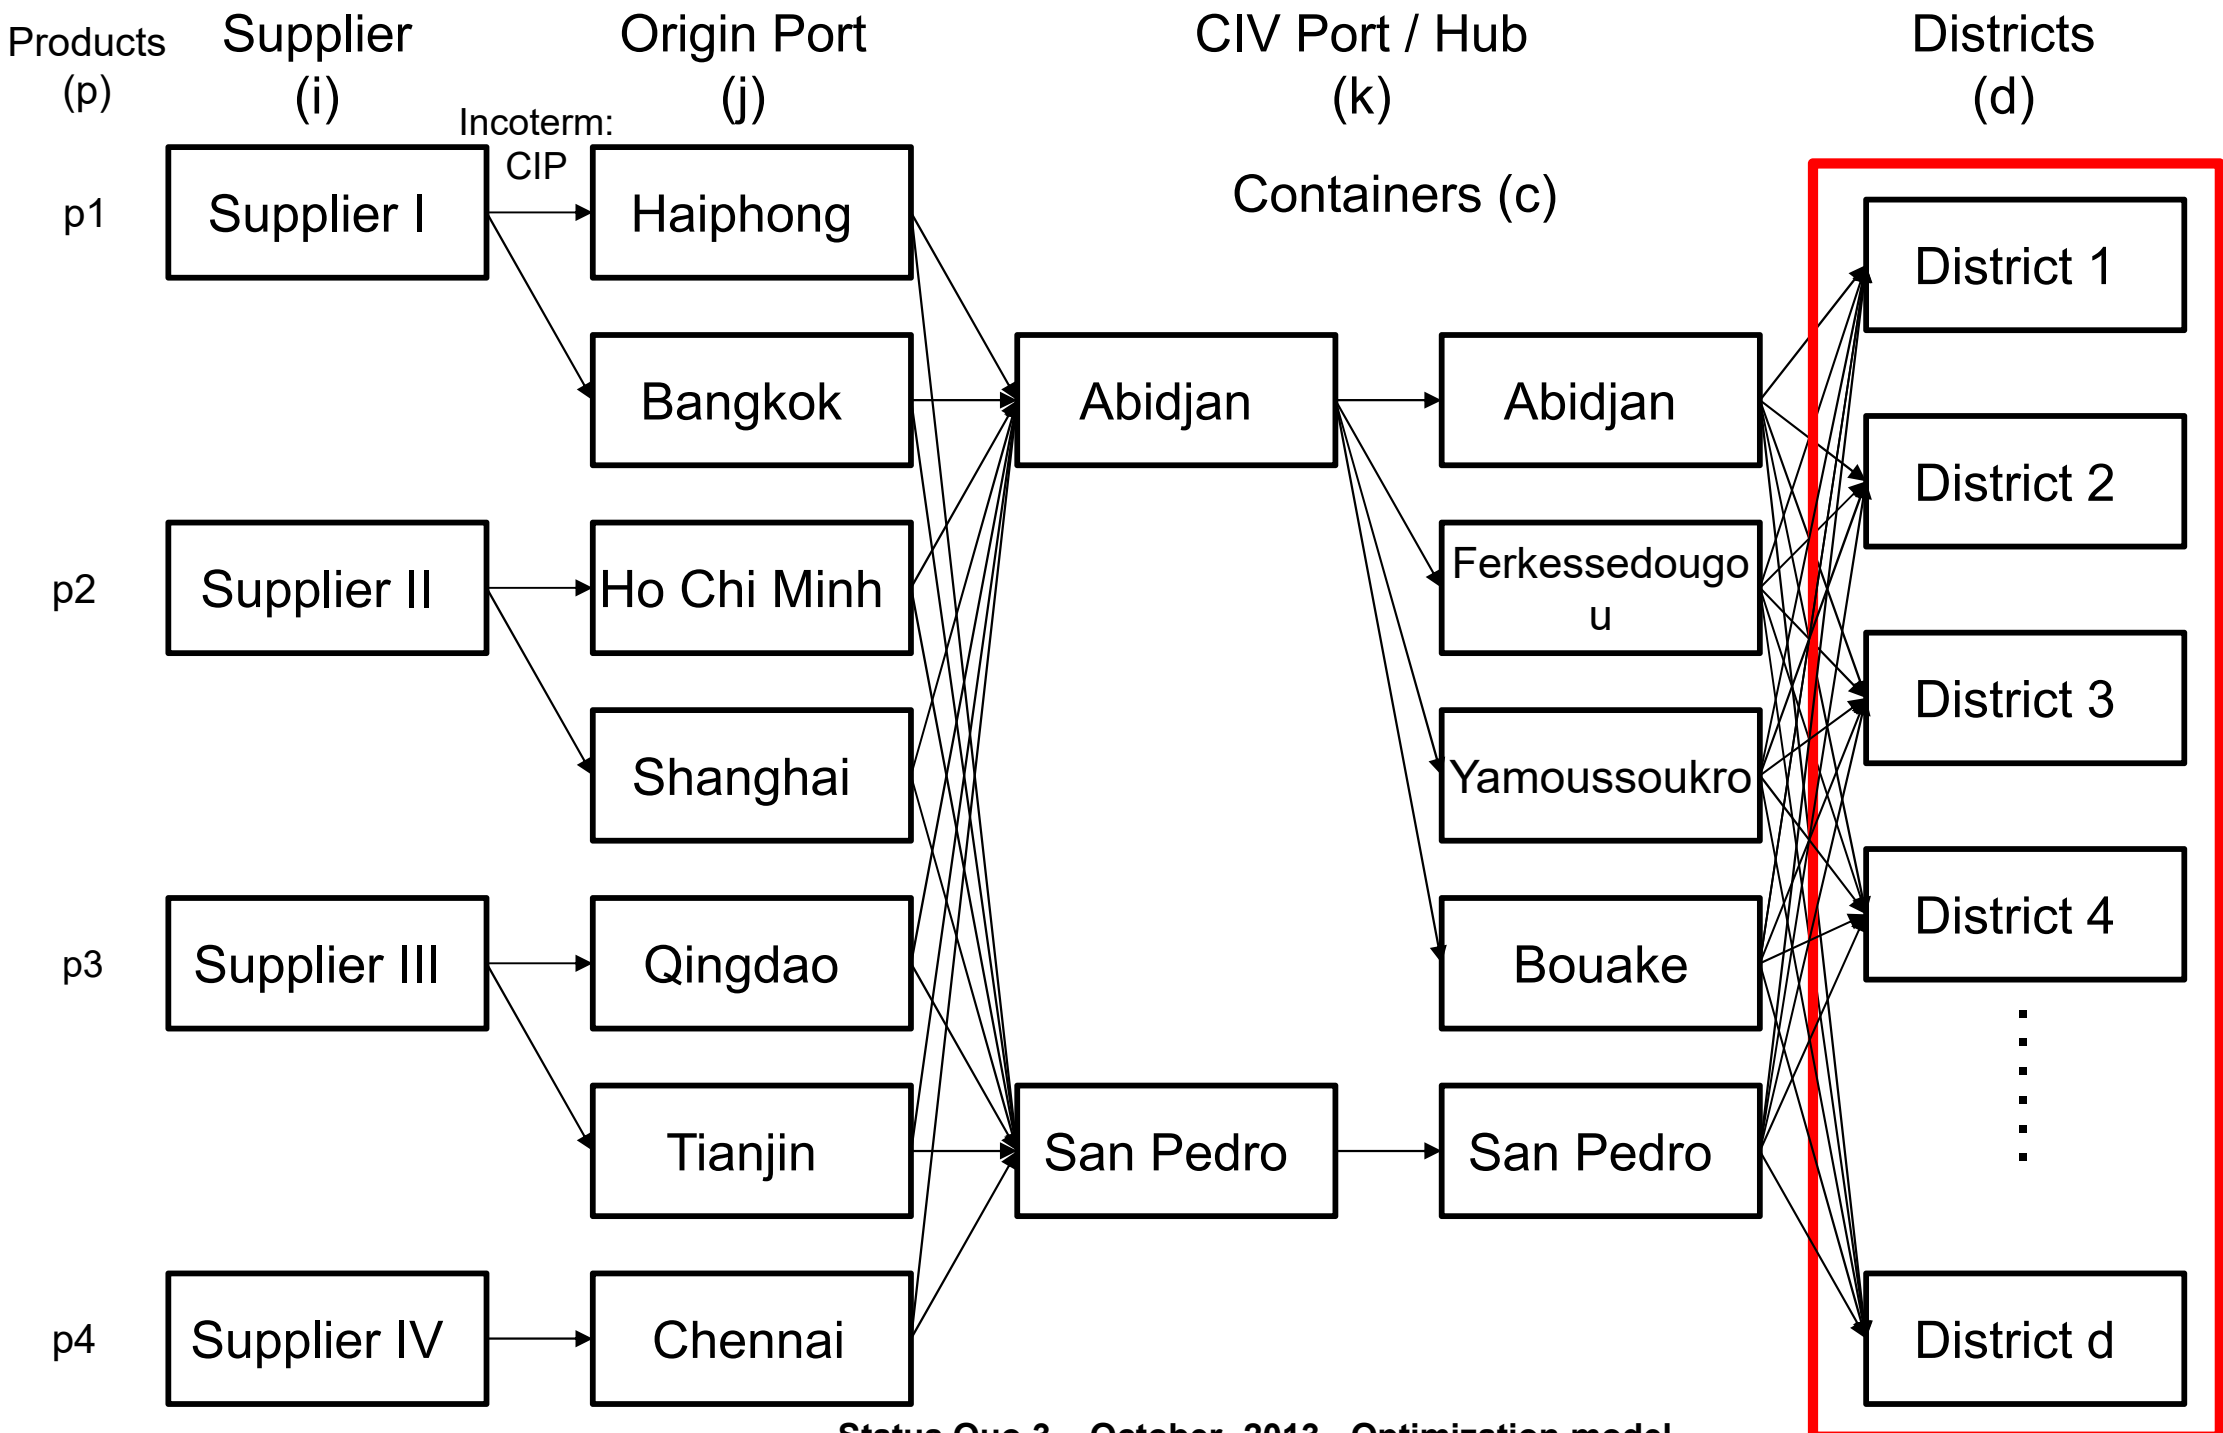 Products
(p)
Supplier
(i)
Origin Port
(j)
CIV Port / Hub
(k)
Districts
(d)
Incoterm:
CIP
Containers (c)
p1
Supplier I
Haiphong
District 1
Bangkok
Abidjan
Abidjan
District 2
p2
Supplier II
Ho Chi Minh
Ferkessedougo
u
District 3
Shanghai
Yamoussoukro
District 4
p3
Supplier III
Qingdao
Bouake
Tianjin
San Pedro
San Pedro
p4
Supplier IV
Chennai
District d